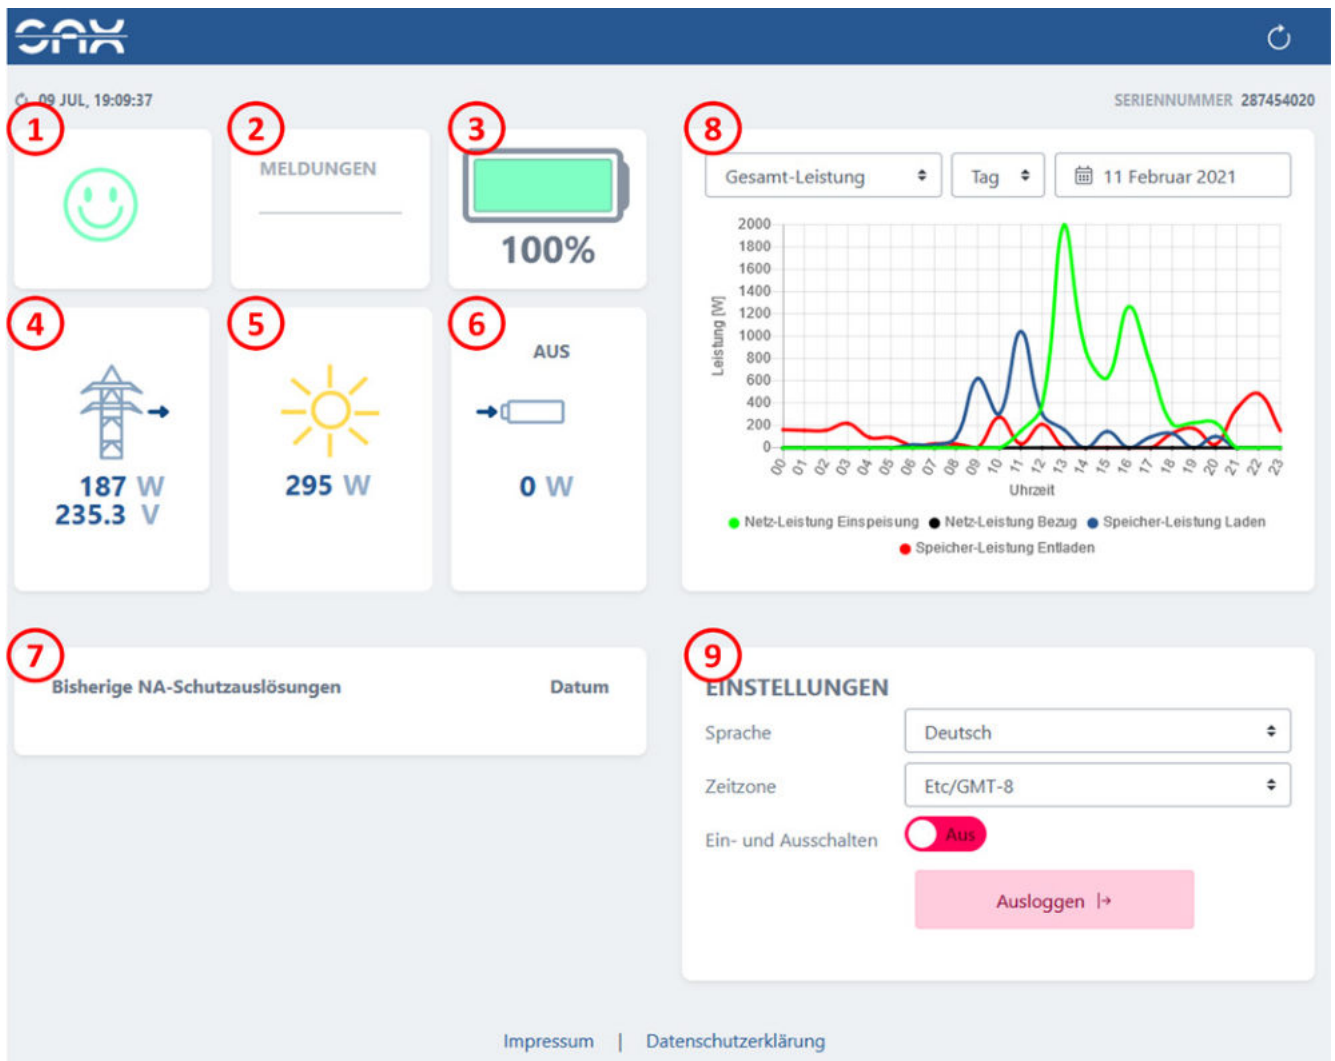 SAX
09 JUL, 19:09:37
SERIENNUMMER 287454020
1
2
MELDUNGEN
3
100%
4
187 W
235.3 V
5
295 W
6
AUS
0 W
8
Gesamt-Leistung
Tag
11 Februar 2021
2000
1800
1600
1400
1200
1000
800
600
400
200
0
Leistung [W]
00 01 02 03 04 05 06 07 08 09 10 11 12 13 14 15 16 17 18 19 20 21 22 23
Uhrzeit
Netz-Leistung Einspeisung Netz-Leistung Bezug Speicher-Leistung Laden
Speicher-Leistung Entladen
7
Bisherige NA-Schutzauslösungen Datum
9
EINSTELLUNGEN
Sprache Deutsch
Zeitzone Etc/GMT-8
Ein- und Ausschalten Aus
Ausloggen
Impressum | Datenschutzerklärung